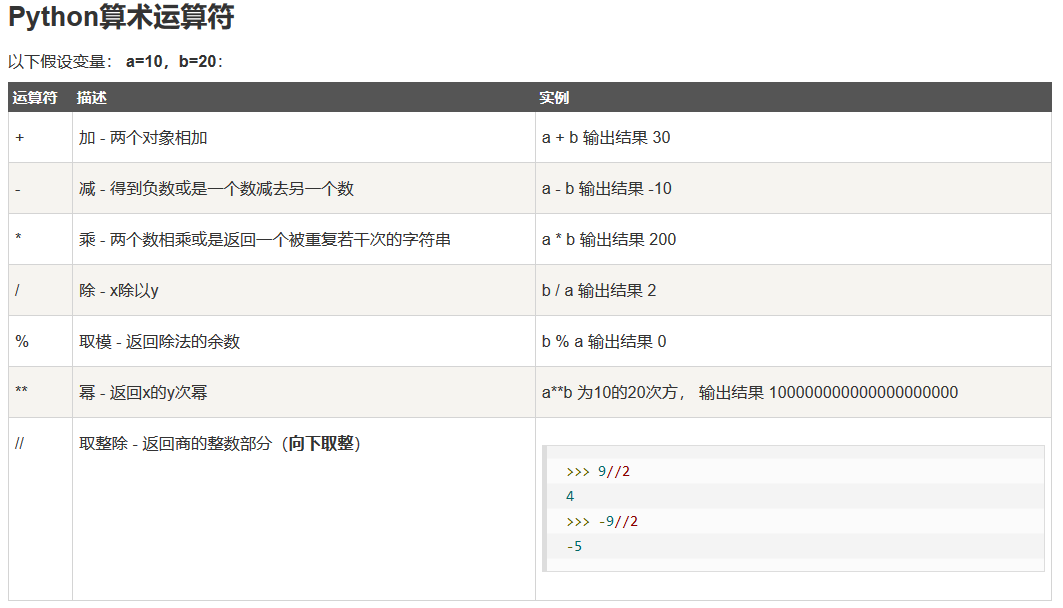 Python算术运算符
以下假设变量： a=10，b=20：
运算符 描述 实例
+ 加 - 两个对象相加 a + b 输出结果 30
- 减 - 得到负数或是一个数减去另一个数 a - b 输出结果 -10
* 乘 - 两个数相乘或是返回一个被重复若干次的字符串 a * b 输出结果 200
/ 除 - x除以y b / a 输出结果 2
% 取模 - 返回除法的余数 b % a 输出结果 0
** 幂 - 返回x的y次幂 a**b 为10的20次方， 输出结果 100000000000000000000
// 取整除 - 返回商的整数部分（向下取整）
>>> 9//2
4
>>> -9//2
-5